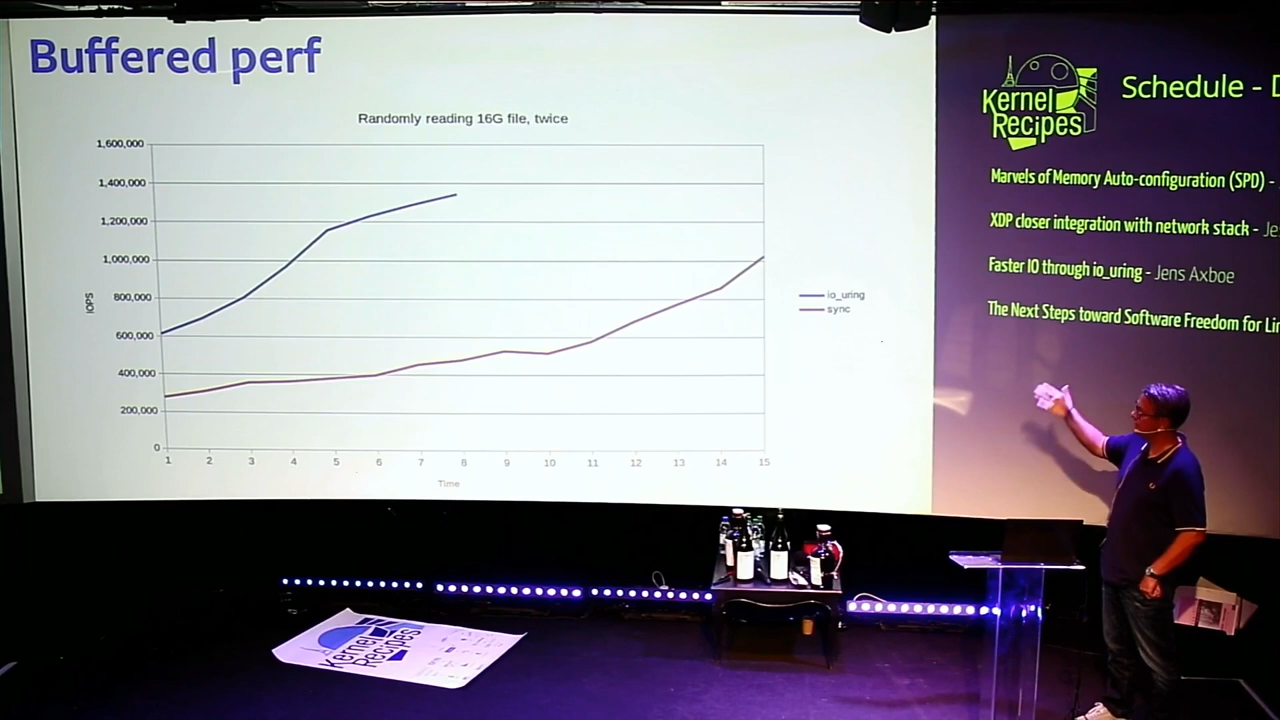 Buffered perf
Randomly reading 16G file, twice
1,600,000
1,400,000
1,200,000
1,000,000
800,000
600,000
400,000
200,000
0
IOPS
1 2 3 4 5 6 7 8 9 10 11 12 13 14 15
Time
io_uring
sync
Kernel
Recipes
Schedule -
Marvels of Memory Auto-configuration (SPD) -
XDP closer integration with network stack - Je
Faster IO through io_uring - Jens Axboe
The Next Steps toward Software Freedom for Li
Kernel
Recipes